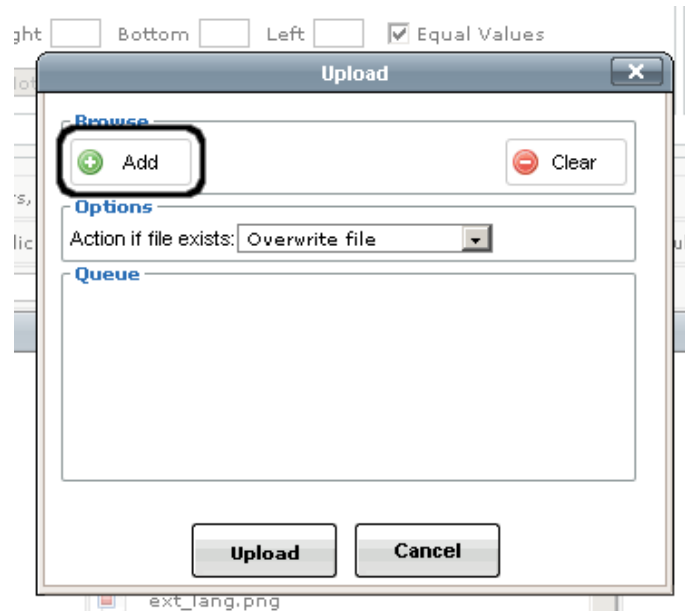 ght Bottom Left Equal Values
Upload
Browse
Add Clear
Options
Action if file exists: Overwrite file
Queue
Upload Cancel
ext_lang.png